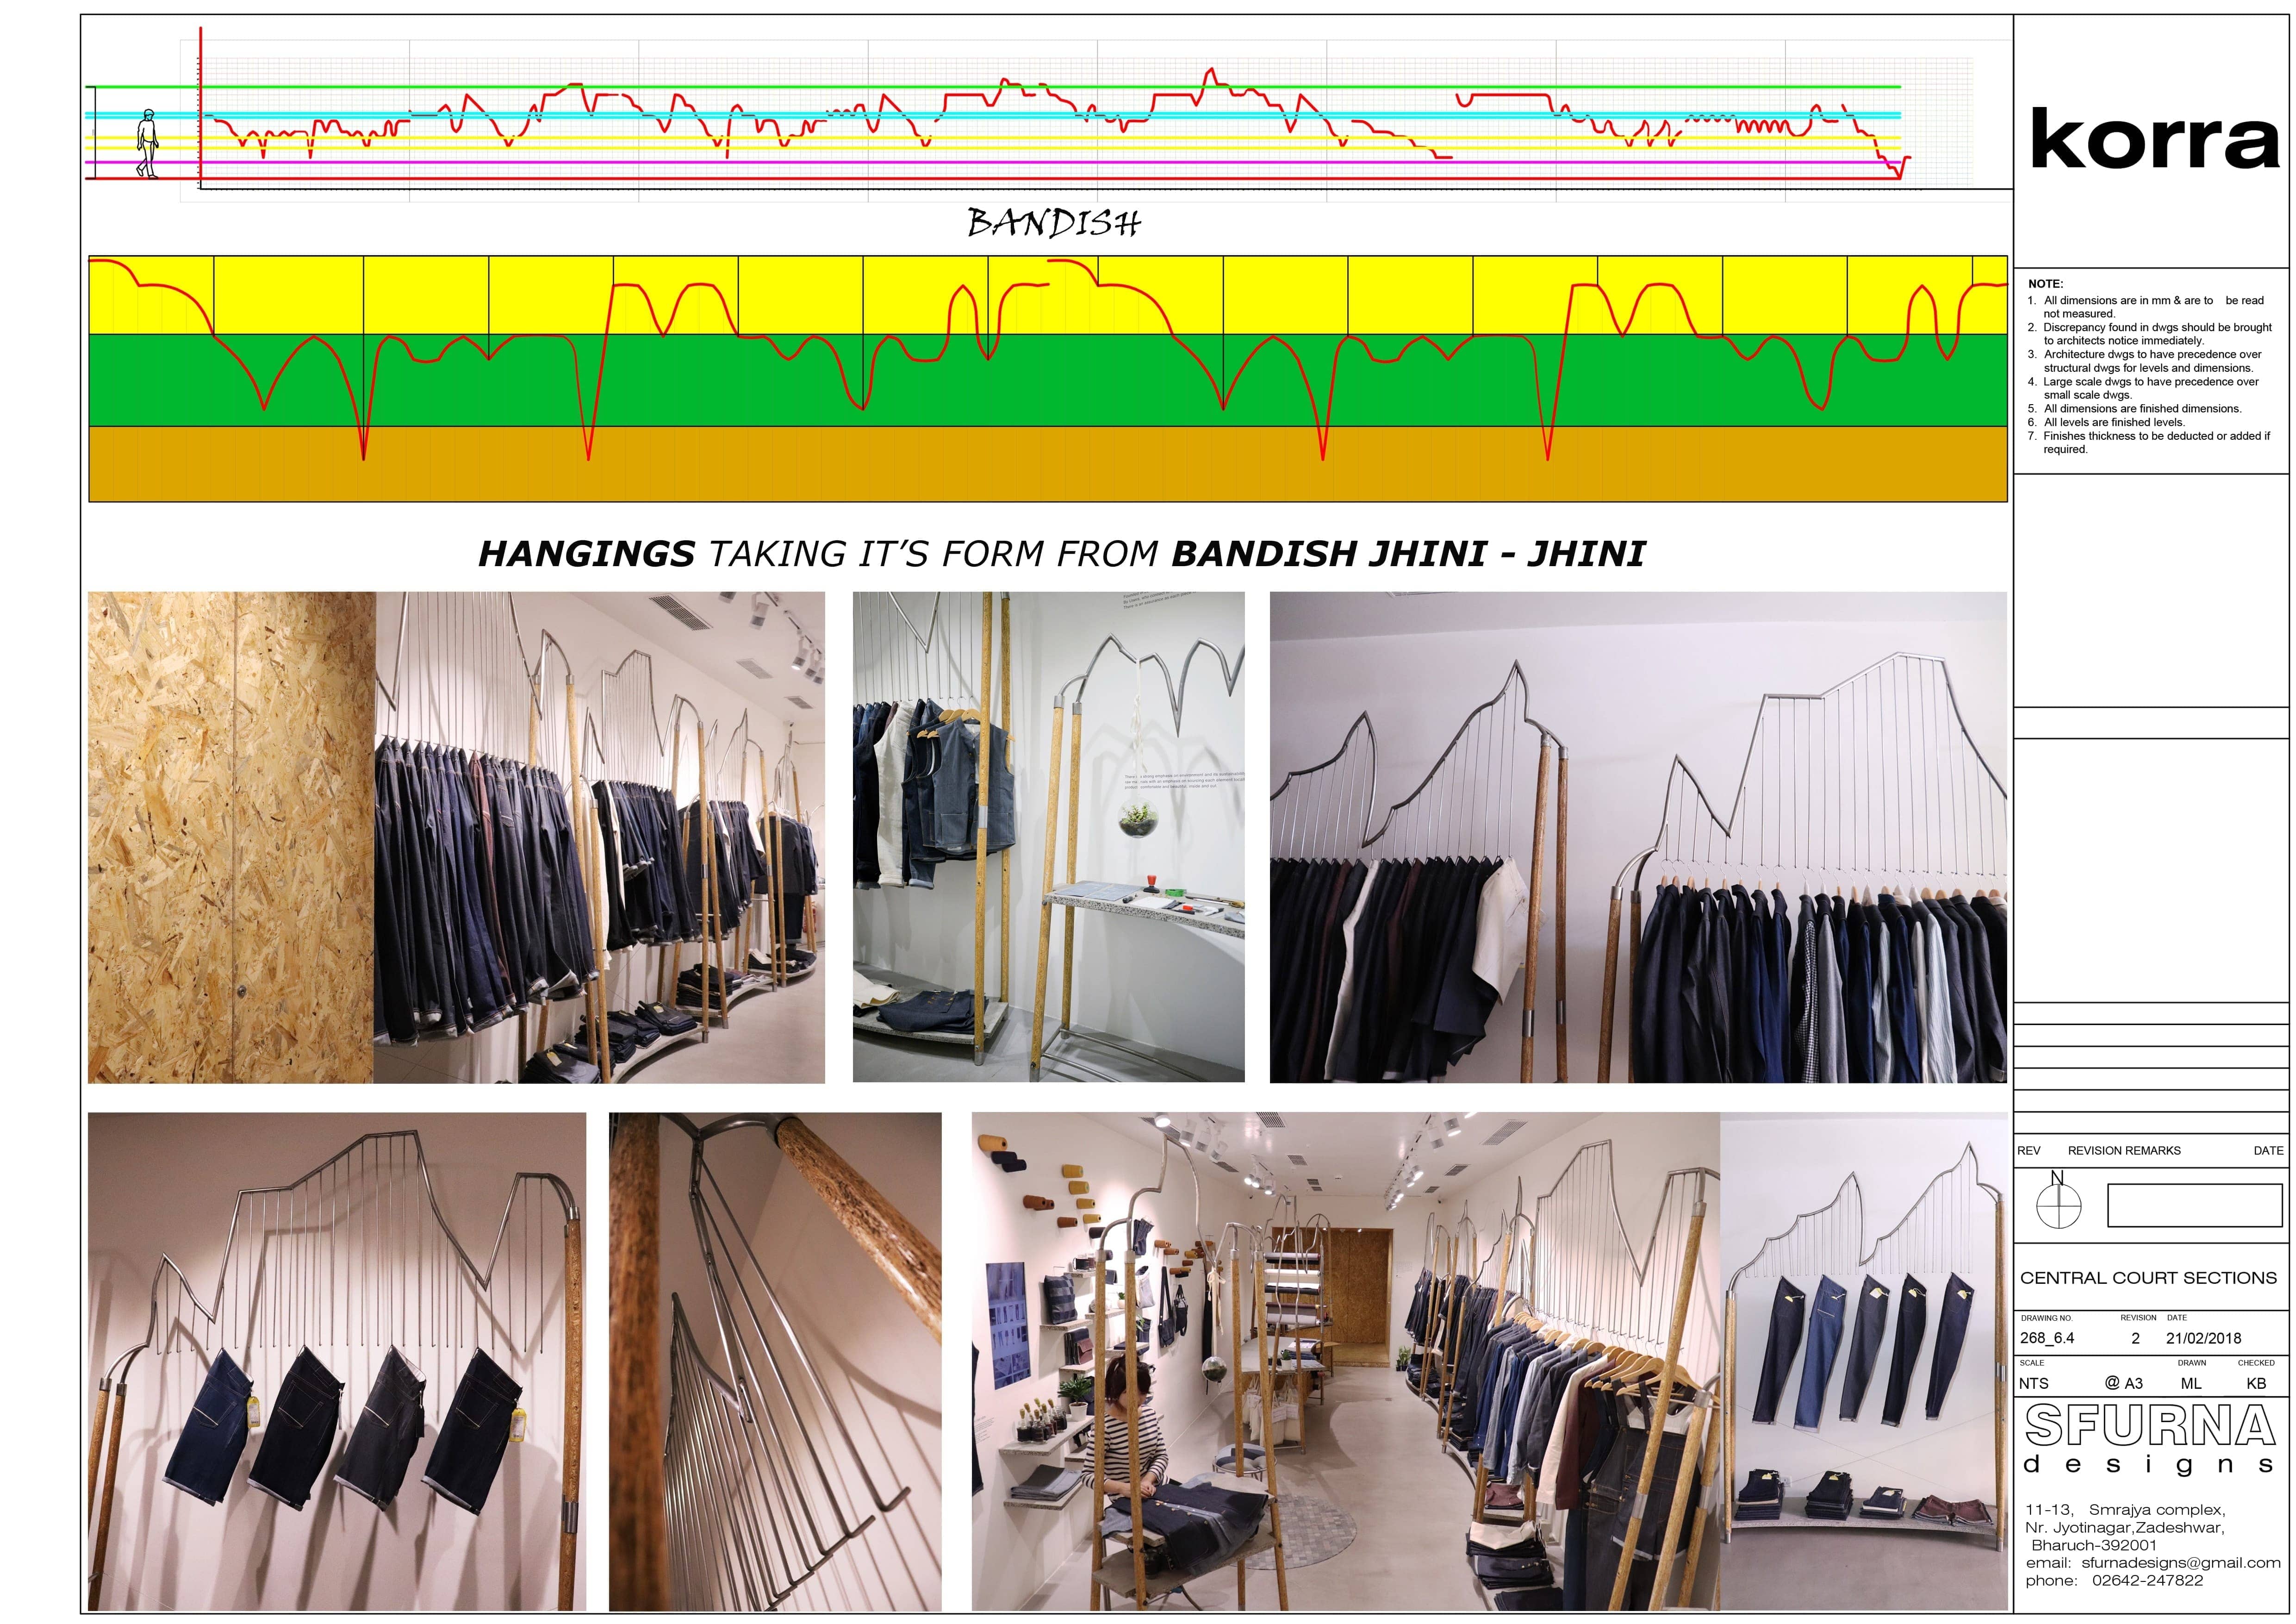 BANDISH
HANGINGS TAKING IT’S FORM FROM BANDISH JHINI - JHINI
korra
NOTE:
1. All dimensions are in mm & are to be read
not measured.
2. Discrepancy found in dwgs should be brought
to architects notice immediately.
3. Architecture dwgs to have precedence over
structural dwgs for levels and dimensions.
4. Large scale dwgs to have precedence over
small scale dwgs.
5. All dimensions are finished dimensions.
6. All levels are finished levels.
7. Finishes thickness to be deducted or added if
required.
REV REVISION REMARKS DATE
N
CENTRAL COURT SECTIONS
DRAWING NO. REVISION DATE
268_6.4 2 21/02/2018
SCALE DRAWN CHECKED
NTS @ A3 ML KB
SFURNA
designs
11-13, Smrajya complex,
Nr. Jyotinagar,Zadeshwar,
Bharuch-392001
email: sfurnadesigns@gmail.com
phone: 02642-247822